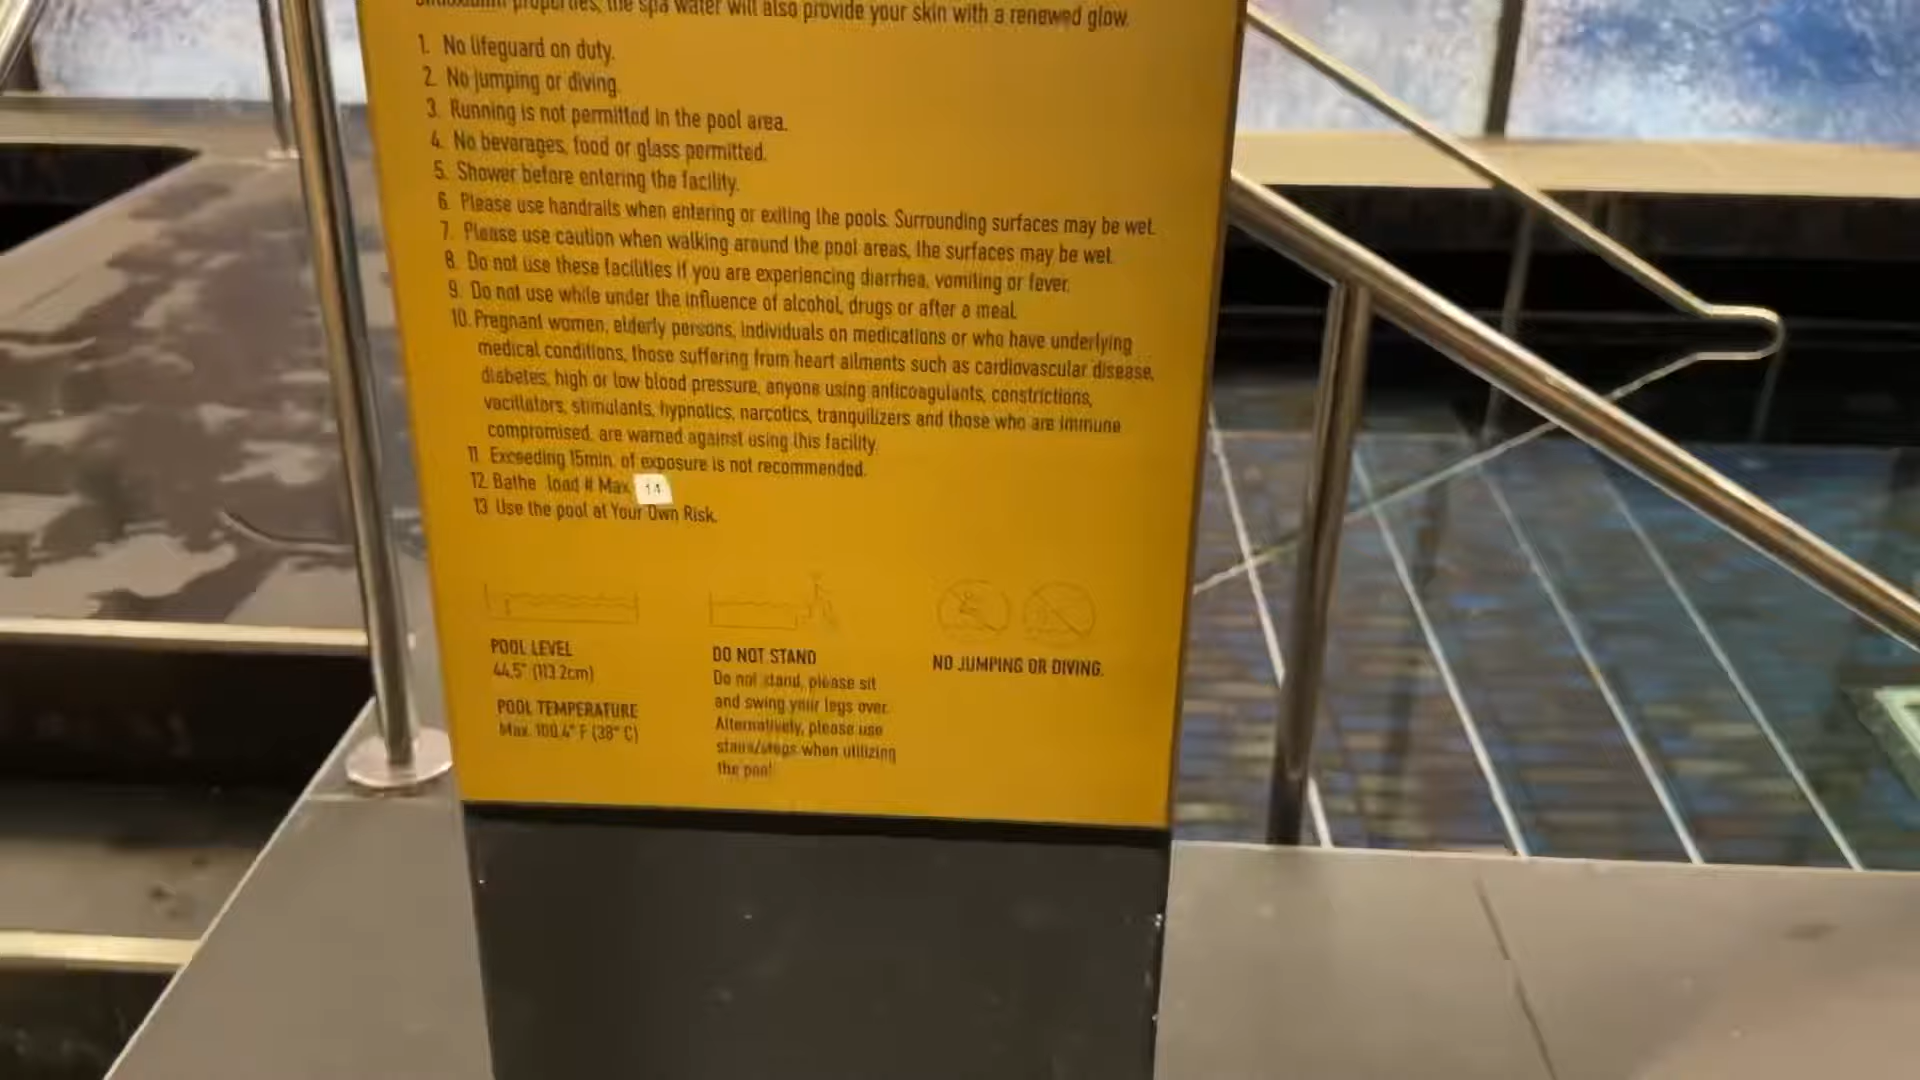 properties, the spa water will also provide your skin with a renewed glow.
1. No lifeguard on duty.
2. No jumping or diving.
3. Running is not permitted in the pool area.
4. No beverages, food or glass permitted.
5. Shower before entering the facility.
6. Please use handrails when entering or exiting the pools. Surrounding surfaces may be wet.
7. Please use caution when walking around the pool areas, the surfaces may be wet.
8. Do not use these facilities if you are experiencing diarrhea, vomiting or fever.
9. Do not use while under the influence of alcohol, drugs or after a meal.
10. Pregnant women, elderly persons, individuals on medications or who have underlying
medical conditions, those suffering from heart ailments such as cardiovascular disease,
diabetes, high or low blood pressure, anyone using anticoagulants, constrictions,
vacillators, stimulants, hypnotics, narcotics, tranquilizers and those who are immune
compromised, are warned against using this facility.
11. Exceeding 15min. of exposure is not recommended.
12. Bathe load # Max 14
13. Use the pool at Your Own Risk.
POOL LEVEL
44.5" (113.2cm)
POOL TEMPERATURE
Max. 100.4° F (38° C)
DO NOT STAND
Do not stand, please sit
and swing your legs over.
Alternatively, please use
stairs/steps when utilizing
the pool
NO JUMPING OR DIVING.